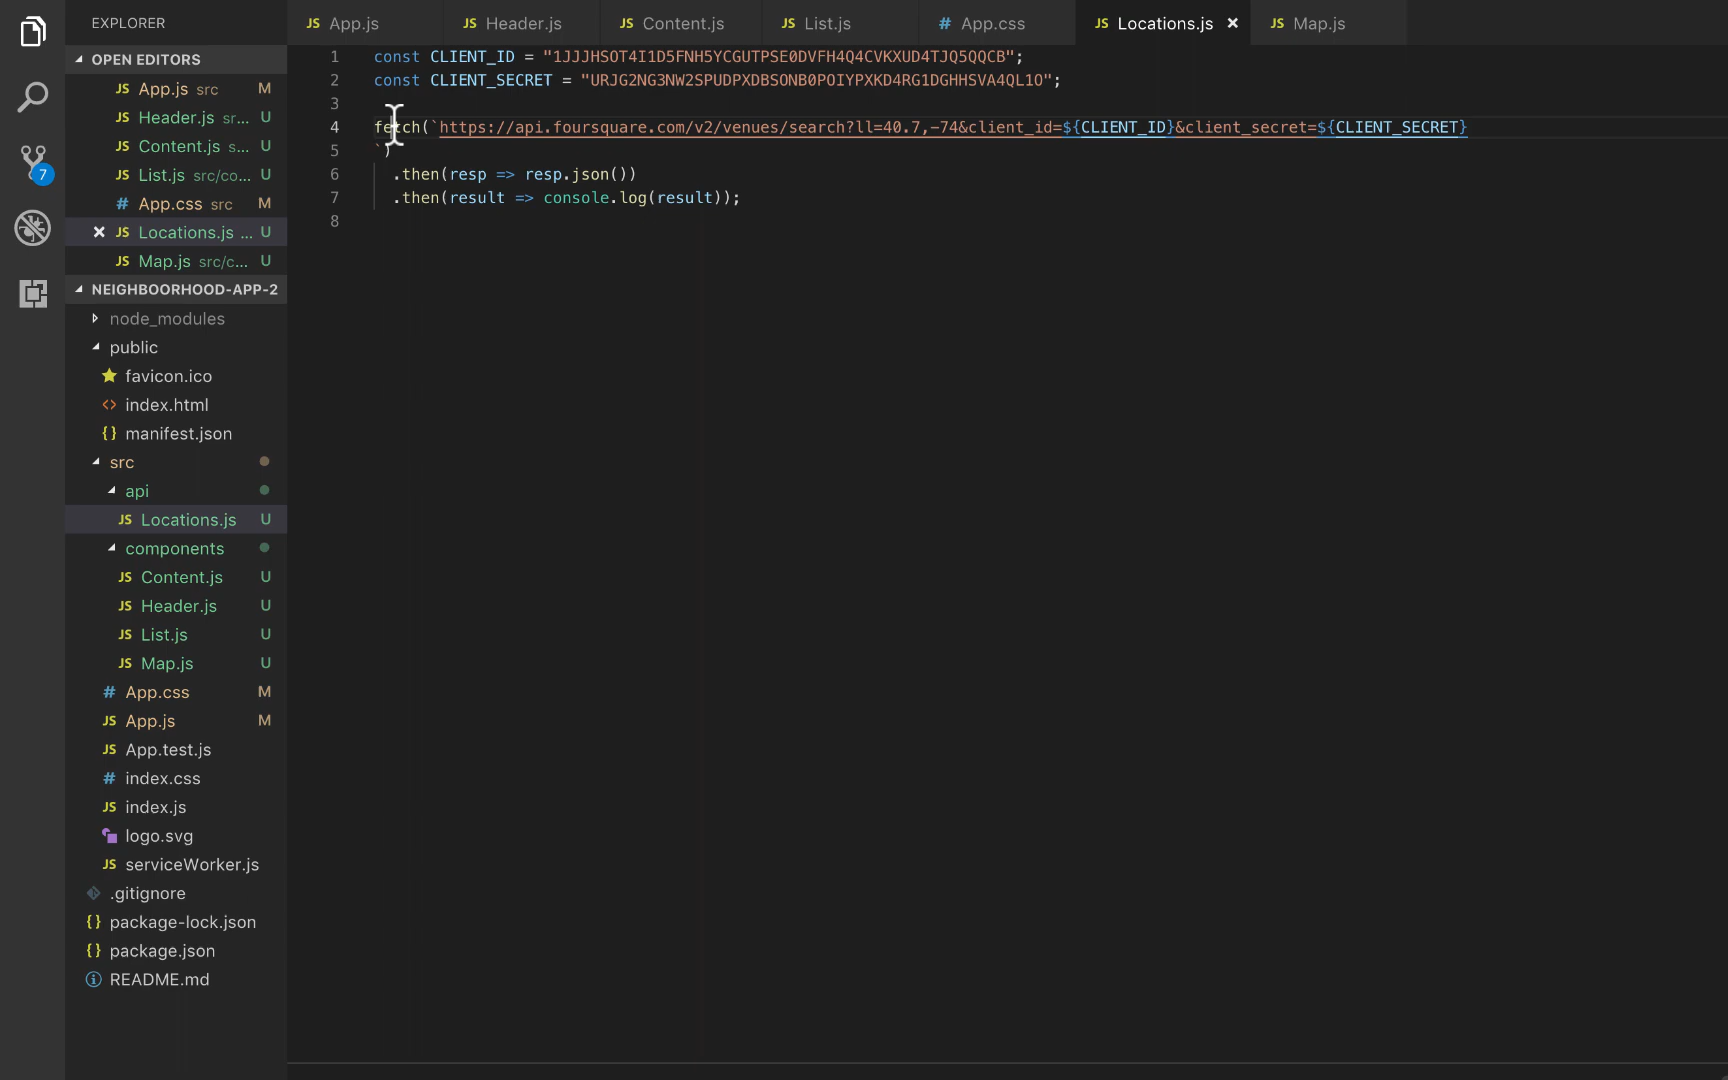 EXPLORER
OPEN EDITORS
JS App.js src M
JS Header.js sr... U
JS Content.js s... U
JS List.js src/co... U
# App.css src M
JS Locations.js ... U
JS Map.js src/c... U
7
NEIGHBOORHOOD-APP-2
node_modules
public
favicon.ico
<> index.html
{} manifest.json
src
api
JS Locations.js U
components
JS Content.js U
JS Header.js U
JS List.js U
JS Map.js U
# App.css M
JS App.js M
JS App.test.js
# index.css
JS index.js
logo.svg
JS serviceWorker.js
.gitignore
{} package-lock.json
{} package.json
README.md
JS App.js JS Header.js JS Content.js JS List.js # App.css JS Locations.js JS Map.js
1 const CLIENT_ID = "1JJJHSOT4I1D5FNH5YCGUTPSE0DVFH4Q4CVKXUD4TJQ5QQCB";
2 const CLIENT_SECRET = "URJG2NG3NW2SPUDPXDBSONB0POIYPXKD4RG1DGHHSVA4QL1O";
3
4 fetch(`https://api.foursquare.com/v2/venues/search?ll=40.7,-74&client_id=${CLIENT_ID}&client_secret=${CLIENT_SECRET}
5 `)
6 .then(resp => resp.json())
7 .then(result => console.log(result));
8